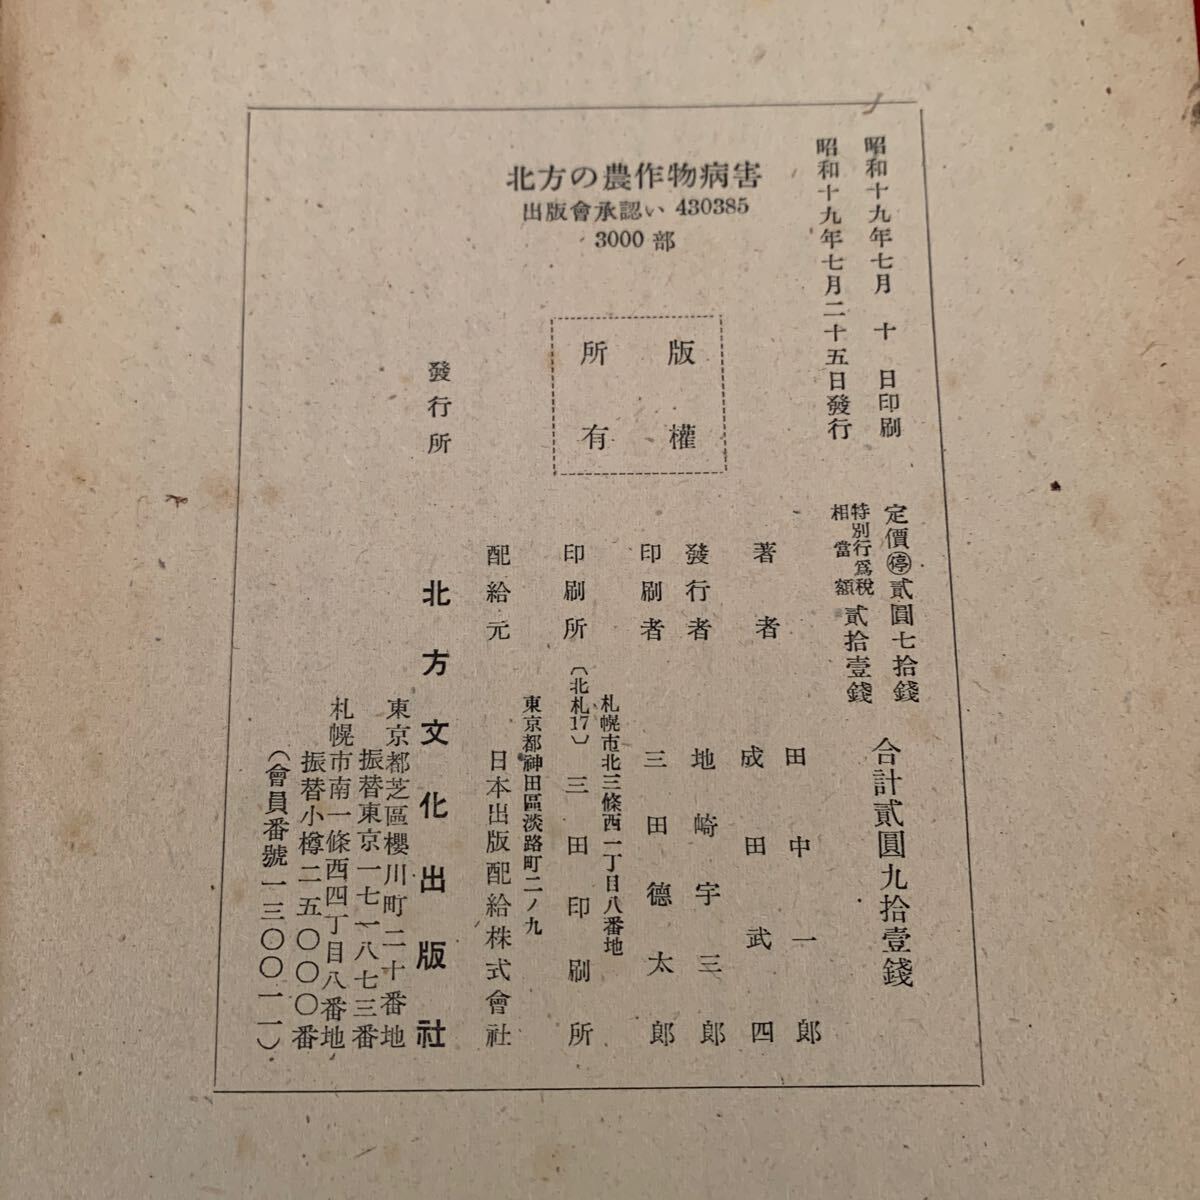 北方の農作物病害
出版會承認い 430385
3000 部
昭和十九年七月 十 日印刷
昭和十九年七月二十五日發行
定價㊡貳圓七拾錢
特別行爲税
相當額
貳拾壹錢
合計貳圓九拾壹錢
版權
所有
著者
田中一郎
成田武四
發行者 地崎宇三郎
印刷者 三田德太郎
札幌市北三條西一丁目八番地
印刷所 (北札17) 三田印刷所
東京都神田區淡路町二ノ九
配給元 日本出版配給株式會社
發行所 北方文化出版社
東京都芝區櫻川町二十番地
振替東京一七一八七三番
札幌市南一條西四丁目八番地
振替小樽二五〇〇〇番
(會員番號一三〇〇一一)